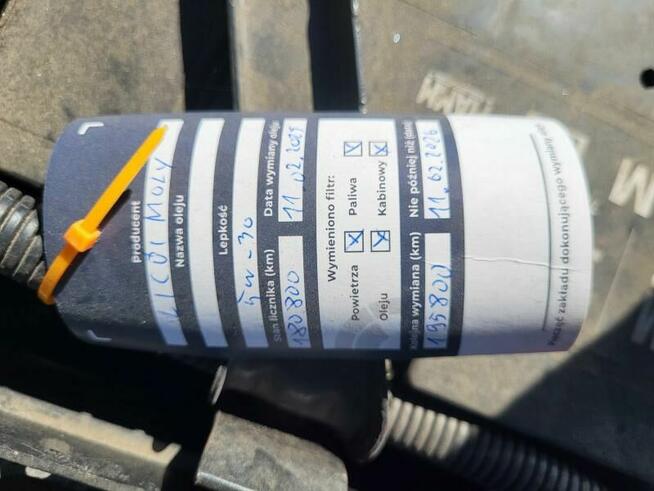 Producent
LICQI MOLY
Nazwa oleju
Lepkość
5W-30
Stan licznika (km)
180800
Data wymiany oleju
11.02.2025
Wymieniono filtr:
Powietrza
Paliwa
Oleju
Kabinowy
Kolejna wymiana (km)
195800
Nie później niż (data)
11.02.2026
Pieczęć zakładu dokonującego wymiany